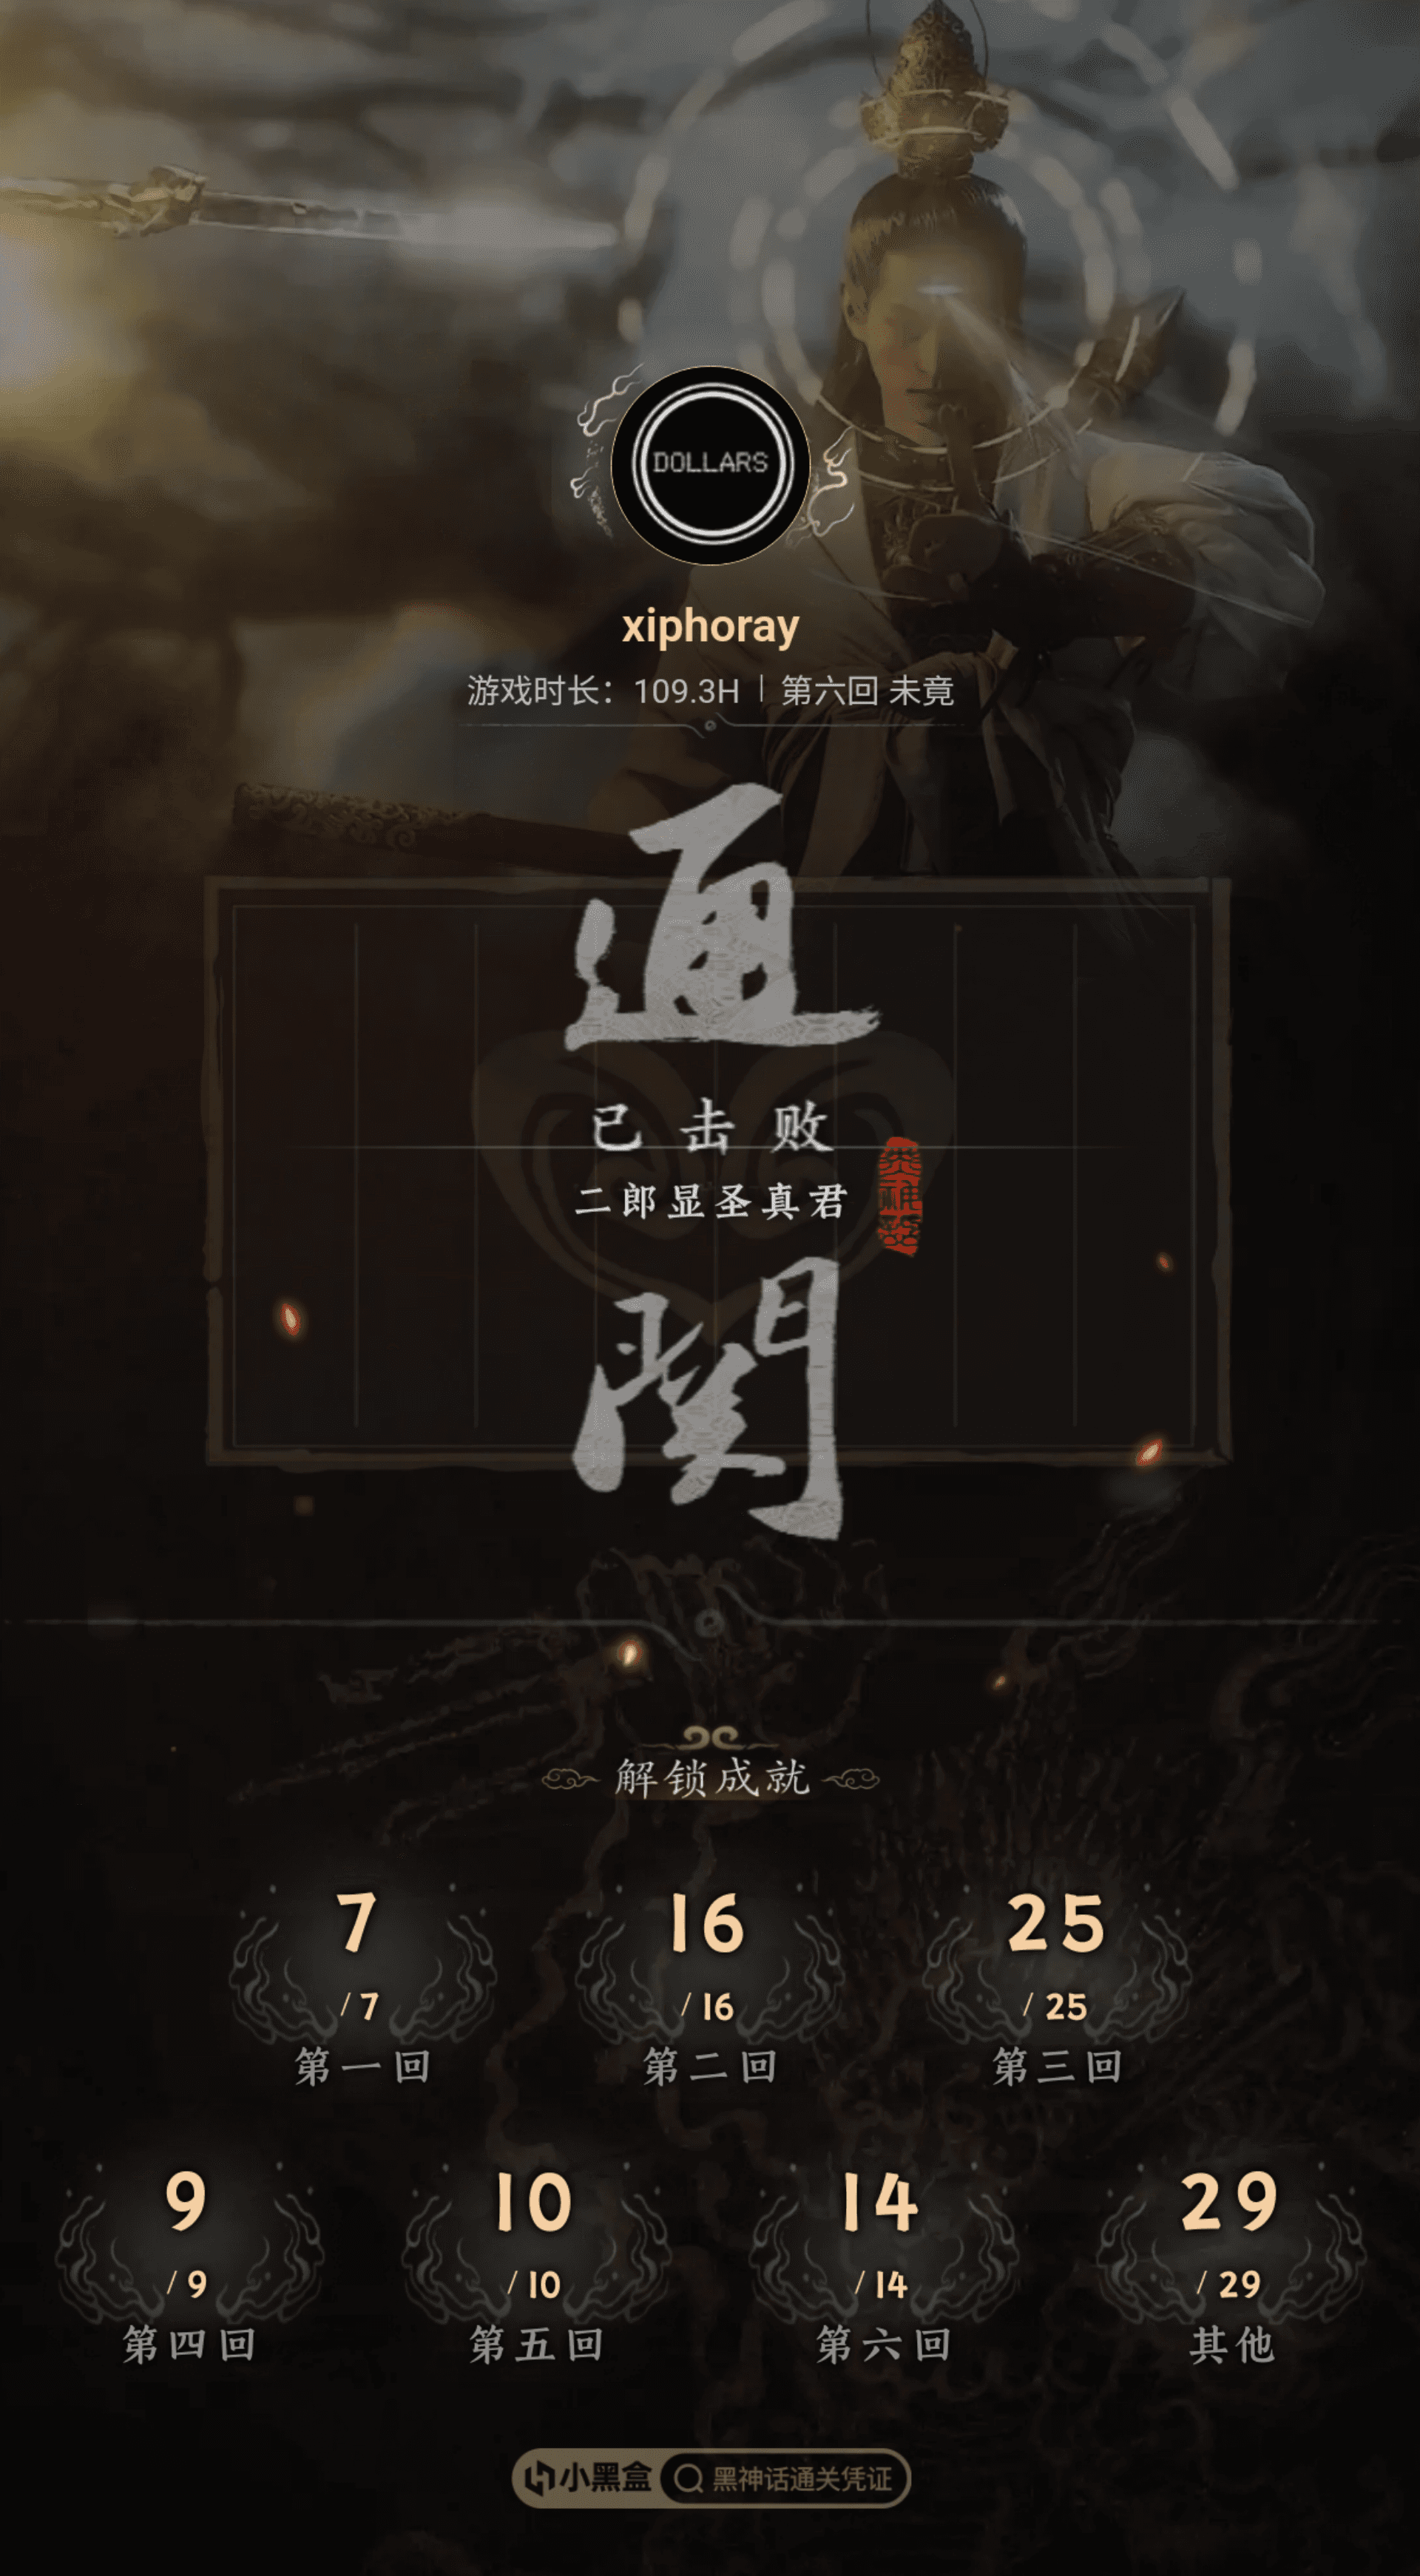 DOLLARS
xiphoray
游戏时长：109.3H | 第六回 未竟
通
已击败
二郎显圣真君
關
解锁成就
7 16 25
/ 7 / 16 / 25
第一回 第二回 第三回
9 10 14 29
/ 9 / 10 / 14 / 29
第四回 第五回 第六回 其他
小黑盒 黑神话通关凭证